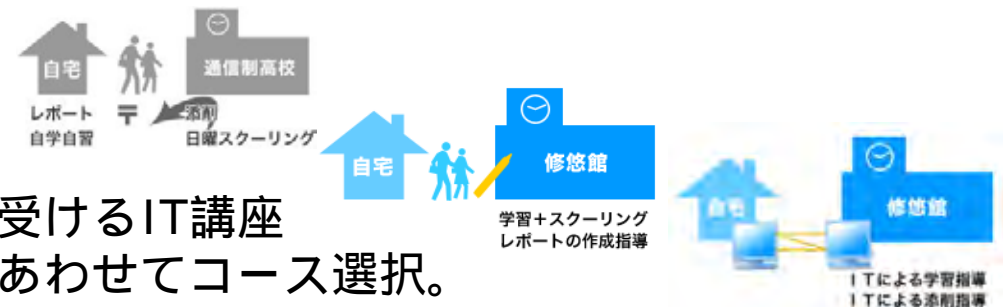 自宅
通信制高校
レポート 〒 添削
自学自習
日曜スクーリング
自宅
修悠館
学習+スクーリング
レポートの作成指導
自宅
修悠館
ITによる学習指導
ITによる添削指導
受けるIT講座
あわせてコース選択。